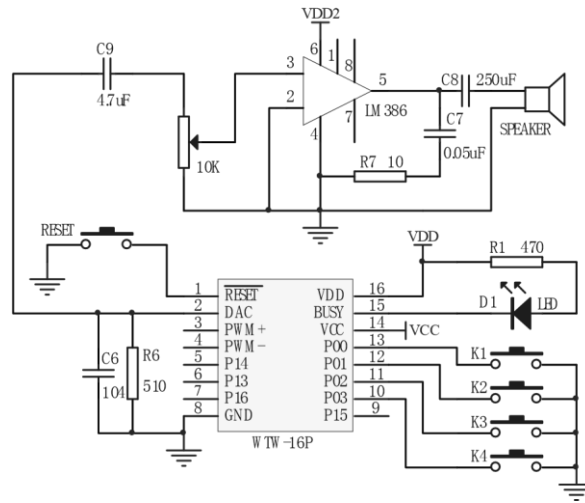 VDD2
C9
4.7uF
6
1
8
3
2
5
4
7
LM386
C8
250uF
C7
0.05uF
SPEAKER
10K
R7 10
RESET
VDD
R1 470
D1
LED
1 RESET VDD 16
2 DAC BUSY 15
3 PWM+ VCC 14 VCC
4 PWM- P00 13 K1
5 P14 P01 12 K2
6 P13 P02 11 K3
7 P16 P03 10 K4
8 GND P15 9
C6
104
R6
510
WTW-16P